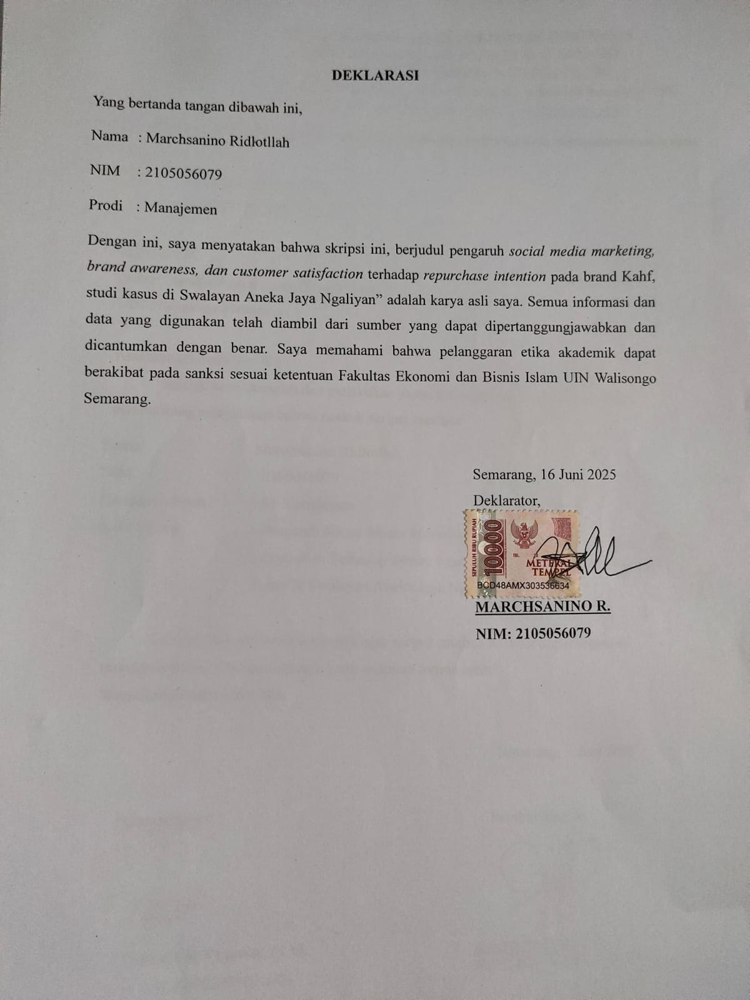 DEKLARASI
Yang bertanda tangan dibawah ini,
Nama : Marchsanino Ridlotllah
NIM : 2105056079
Prodi : Manajemen
Dengan ini, saya menyatakan bahwa skripsi ini, berjudul pengaruh social media marketing,
brand awareness, dan customer satisfaction terhadap repurchase intention pada brand Kahf,
studi kasus di Swalayan Aneka Jaya Ngaliyan” adalah karya asli saya. Semua informasi dan
data yang digunakan telah diambil dari sumber yang dapat dipertanggungjawabkan dan
dicantumkan dengan benar. Saya memahami bahwa pelanggaran etika akademik dapat
berakibat pada sanksi sesuai ketentuan Fakultas Ekonomi dan Bisnis Islam UIN Walisongo
Semarang.
Semarang, 16 Juni 2025
Deklarator,
SEPULUH RIBU RUPIAH
10000
TGL.
METERAI
TEMPEL
BCD48AMX303536634
MARCHSANINO R.
NIM: 2105056079